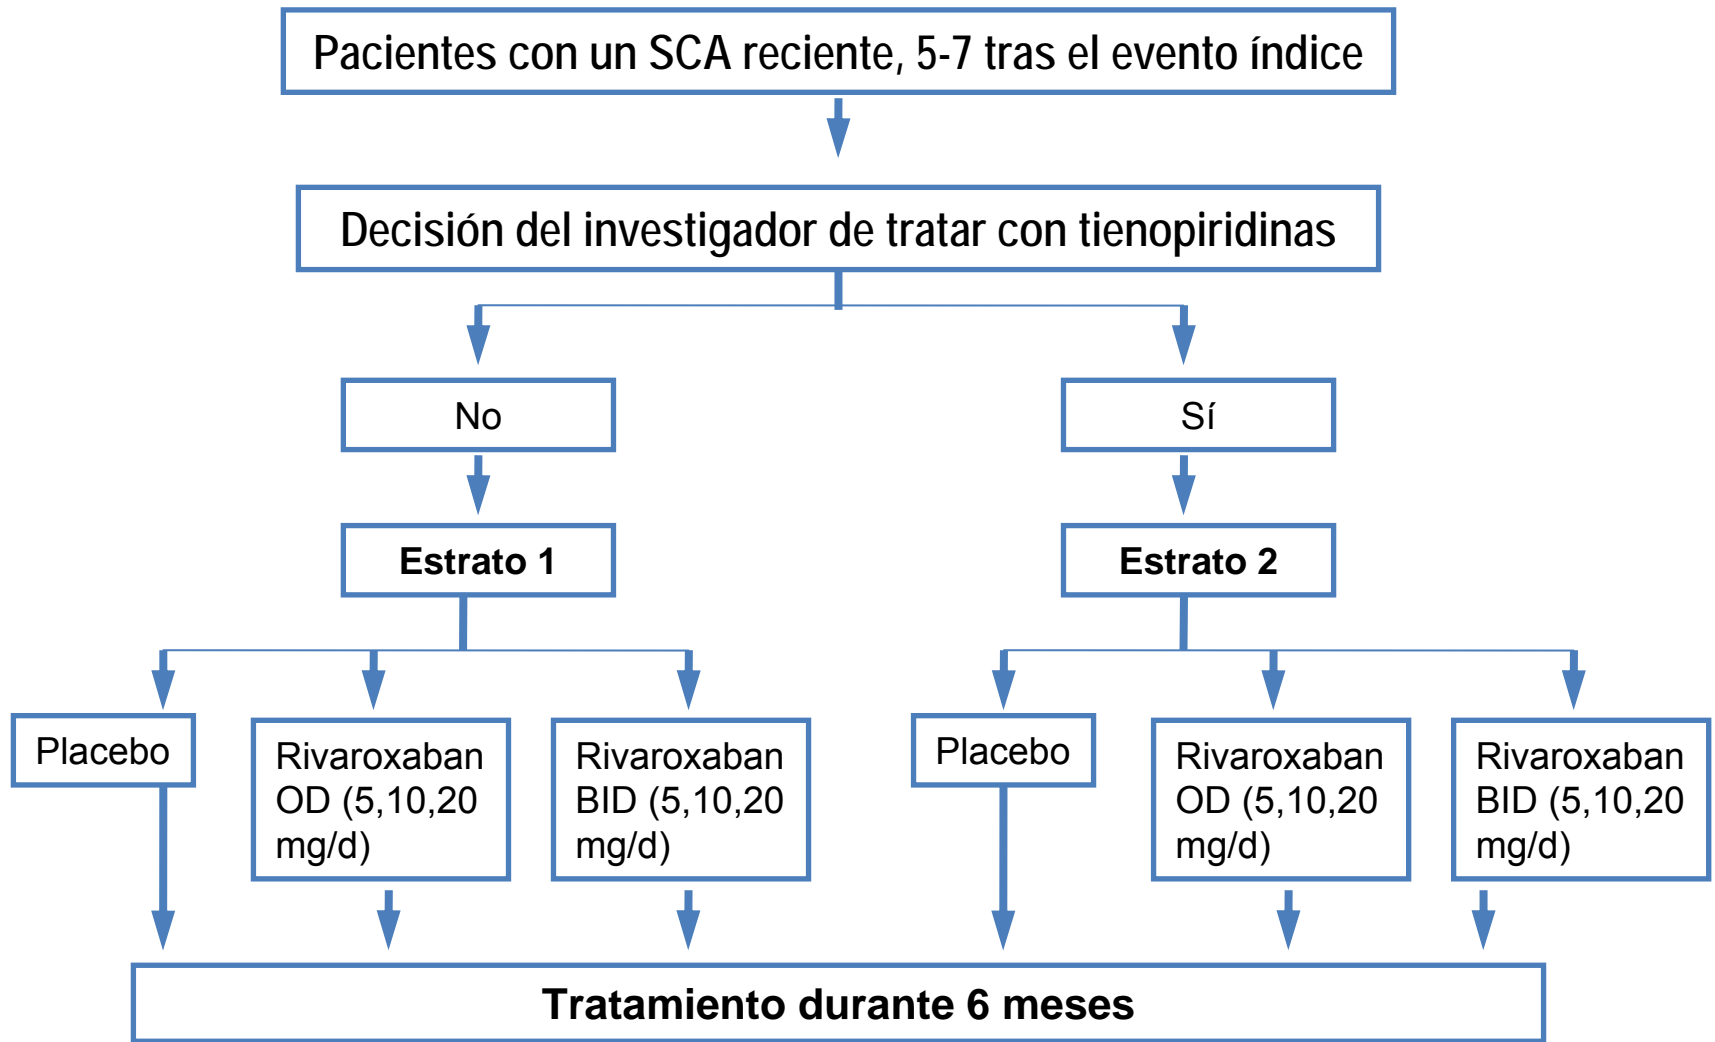 Pacientes con un SCA reciente, 5-7 tras el evento índice
Decisión del investigador de tratar con tienopiridinas
No
Sí
Estrato 1
Estrato 2
Placebo
Rivaroxaban
OD (5,10,20
mg/d)
Rivaroxaban
BID (5,10,20
mg/d)
Placebo
Rivaroxaban
OD (5,10,20
mg/d)
Rivaroxaban
BID (5,10,20
mg/d)
Tratamiento durante 6 meses